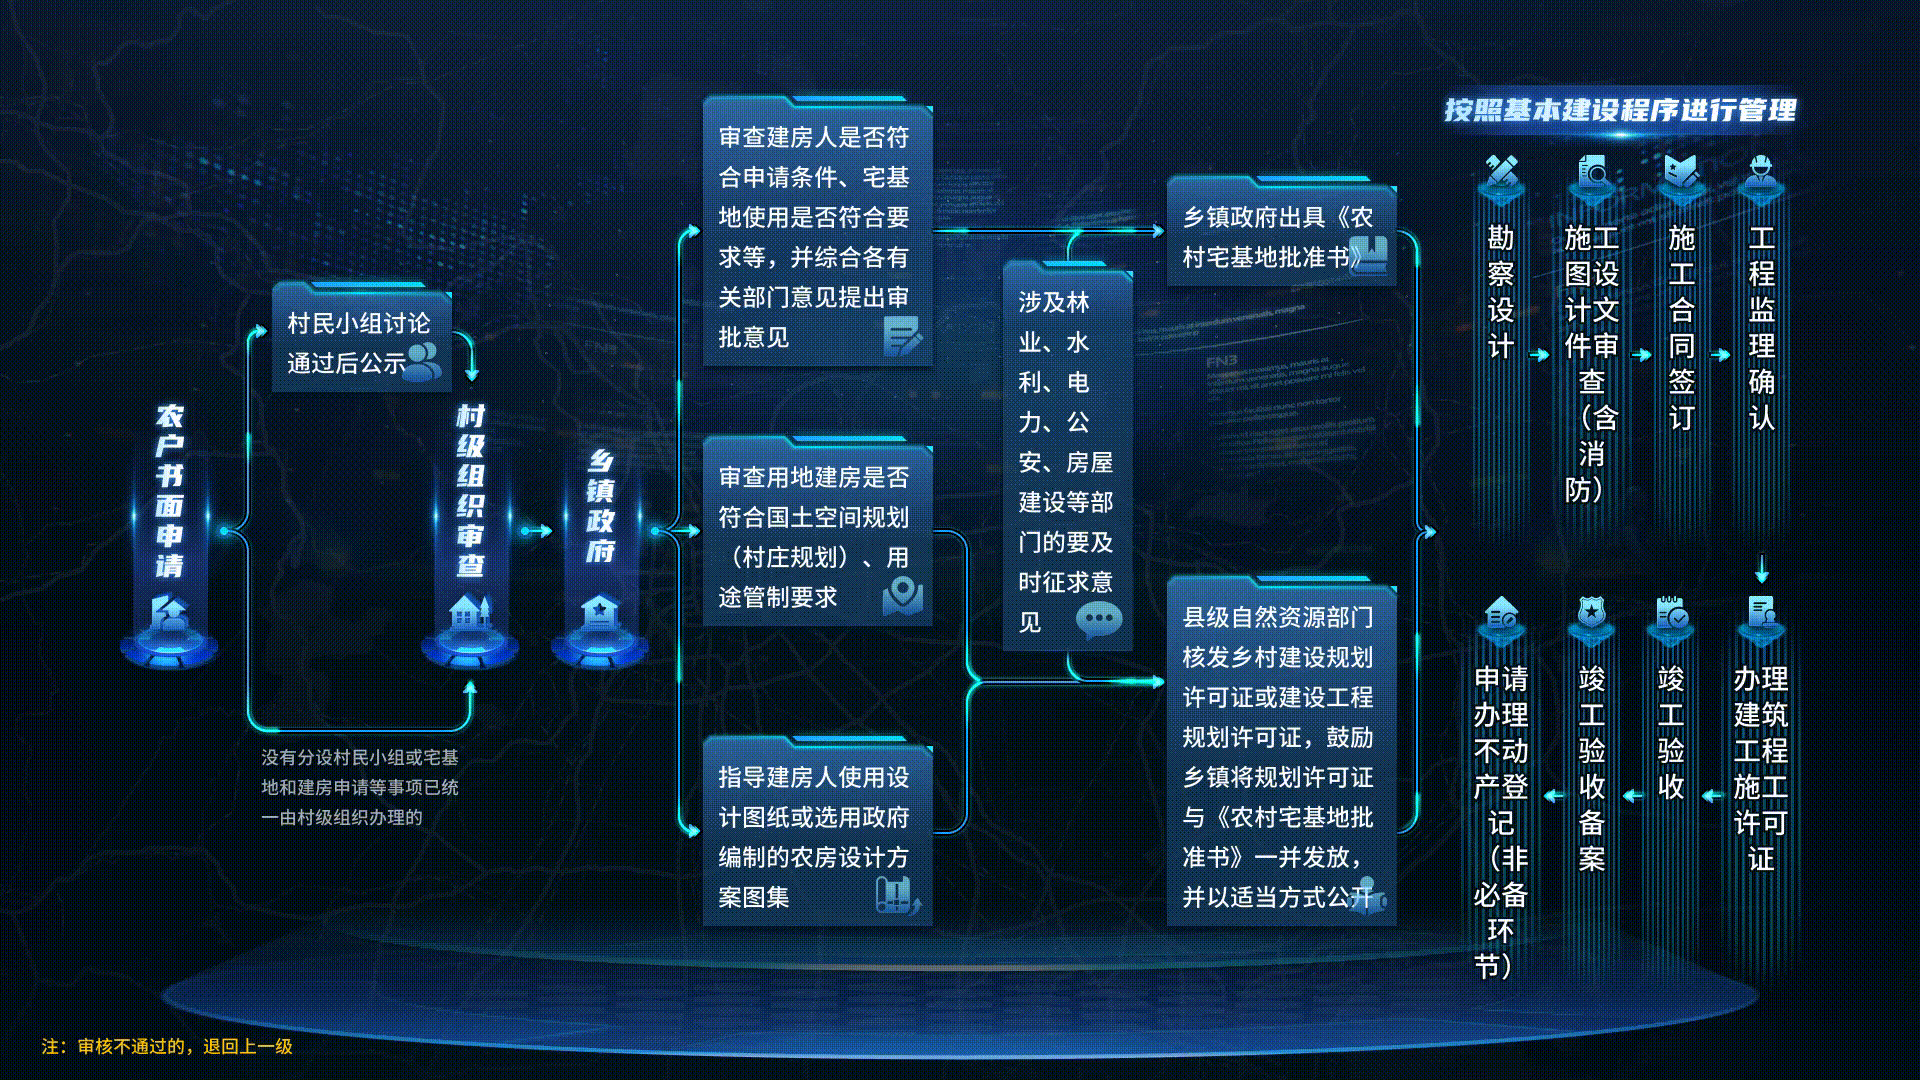 农户书面申请
村民小组讨论
通过后公示
没有分设村民小组或宅基
地和建房申请等事项已统
一由村级组织办理的
村级组织审查
乡镇政府
审查建房人是否符
合申请条件、宅基
地使用是否符合要
求等，并综合各有
关部门意见提出审
批意见
审查用地建房是否
符合国土空间规划
（村庄规划）、用
途管制要求
指导建房人使用设
计图纸或选用政府
编制的农房设计方
案图集
涉及林
业、水
利、电
力、公
安、房屋
建设等部
门的要及
时征求意
见
乡镇政府出具《农
村宅基地批准书》
县级自然资源部门
核发乡村建设规划
许可证或建设工程
规划许可证，鼓励
乡镇将规划许可证
与《农村宅基地批
准书》一并发放，
并以适当方式公开
按照基本建设程序进行管理
勘
察
设
计
施工
图设
计文
件审
查
（含
消
防）
施
工
合
同
签
订
工
程
监
理
确
认
办理
建筑
工程
施工
许可
证
竣
工
验
收
竣
工
验
收
备
案
申请
办理
不动
产登
记
（非
必备
环
节）
注：审核不通过的，退回上一级